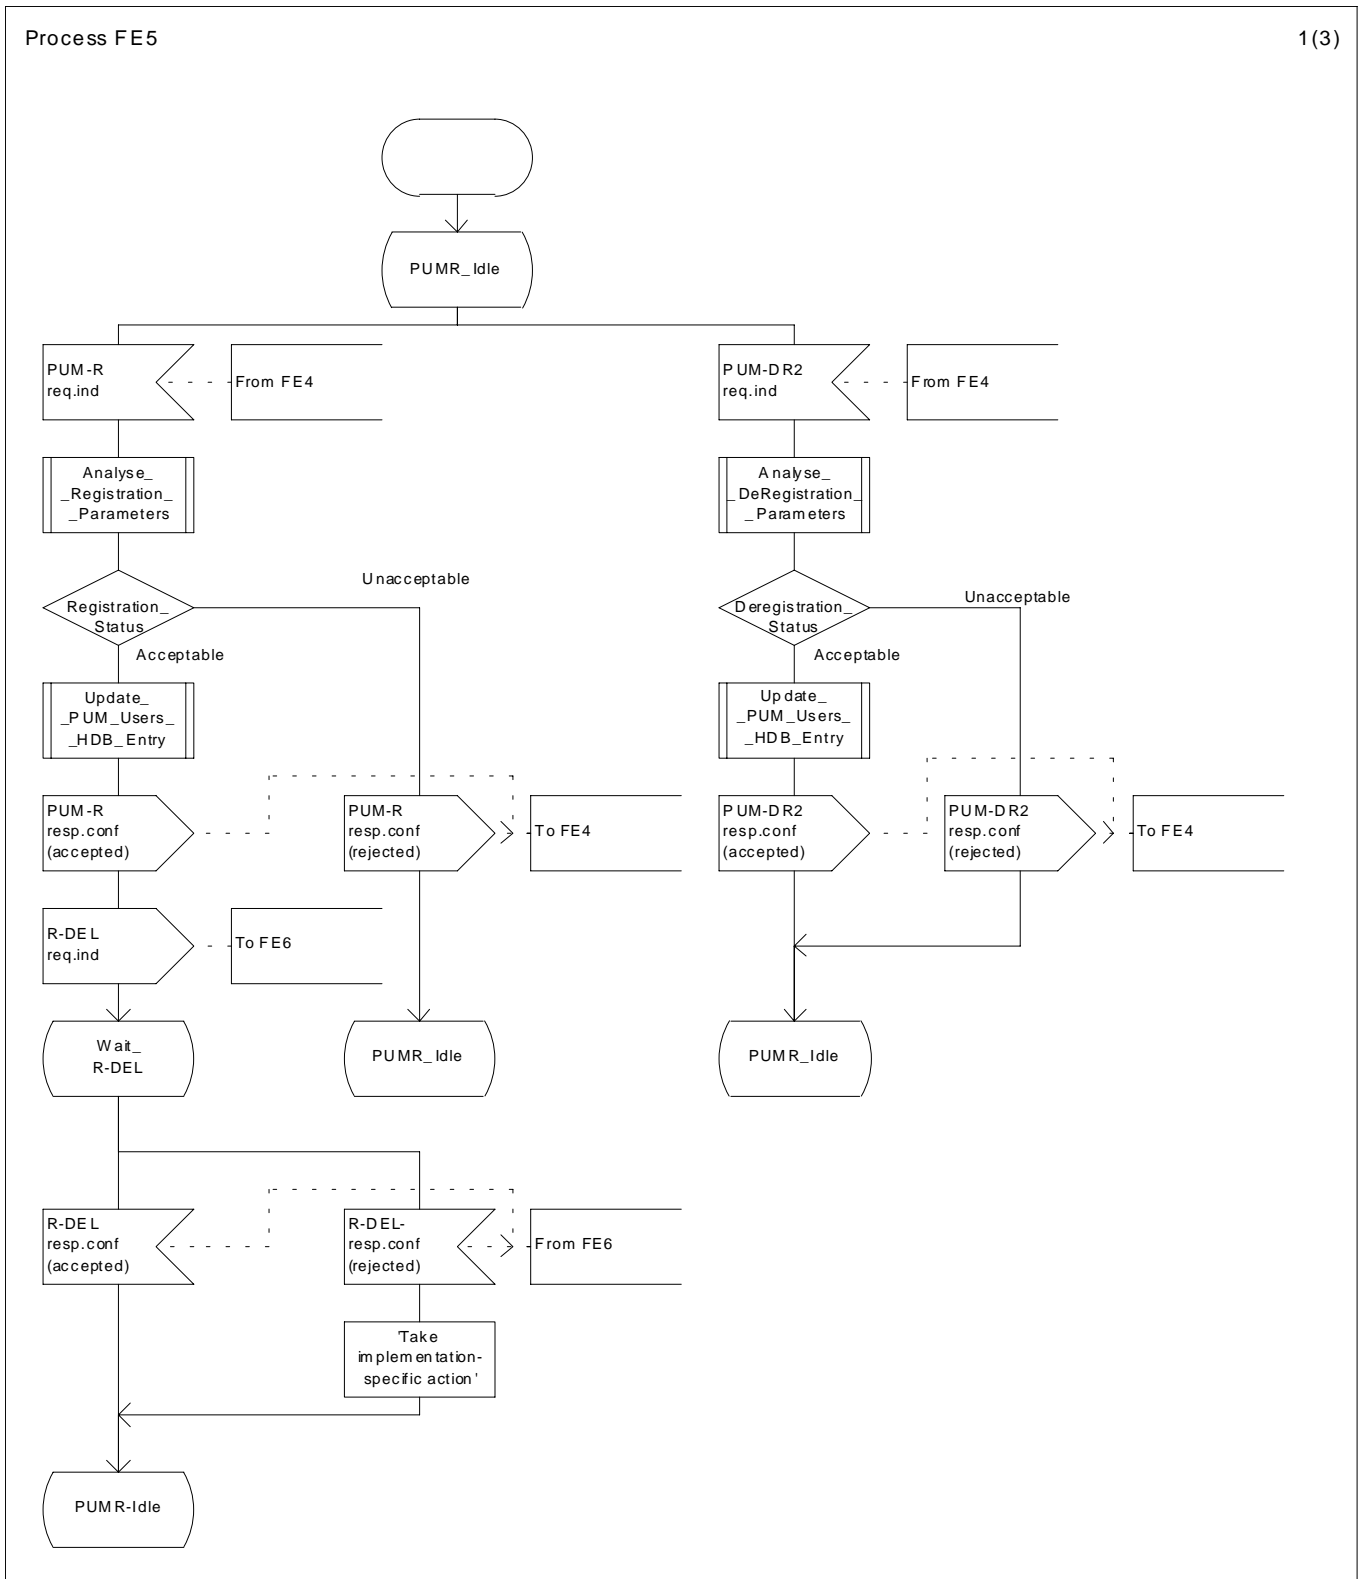 Process FE5
1(3)
PUMR_Idle
PUM-R
req.ind
From FE4
PUM-DR2
req.ind
From FE4
Analyse_
_Registration_
_Parameters
Analyse_
_DeRegistration_
_Parameters
Registration_
Status
Unacceptable
Acceptable
Deregistration_
Status
Unacceptable
Acceptable
Update_
_PUM_Users_
_HDB_Entry
Update_
_PUM_Users_
_HDB_Entry
PUM-R
resp.conf
(accepted)
PUM-R
resp.conf
(rejected)
To FE4
PUM-DR2
resp.conf
(accepted)
PUM-DR2
resp.conf
(rejected)
To FE4
R-DEL
req.ind
To FE6
Wait_
R-DEL
PUMR_Idle
PUMR_Idle
R-DEL
resp.conf
(accepted)
R-DEL-
resp.conf
(rejected)
From FE6
'Take
implementation-
specific action'
PUMR-Idle